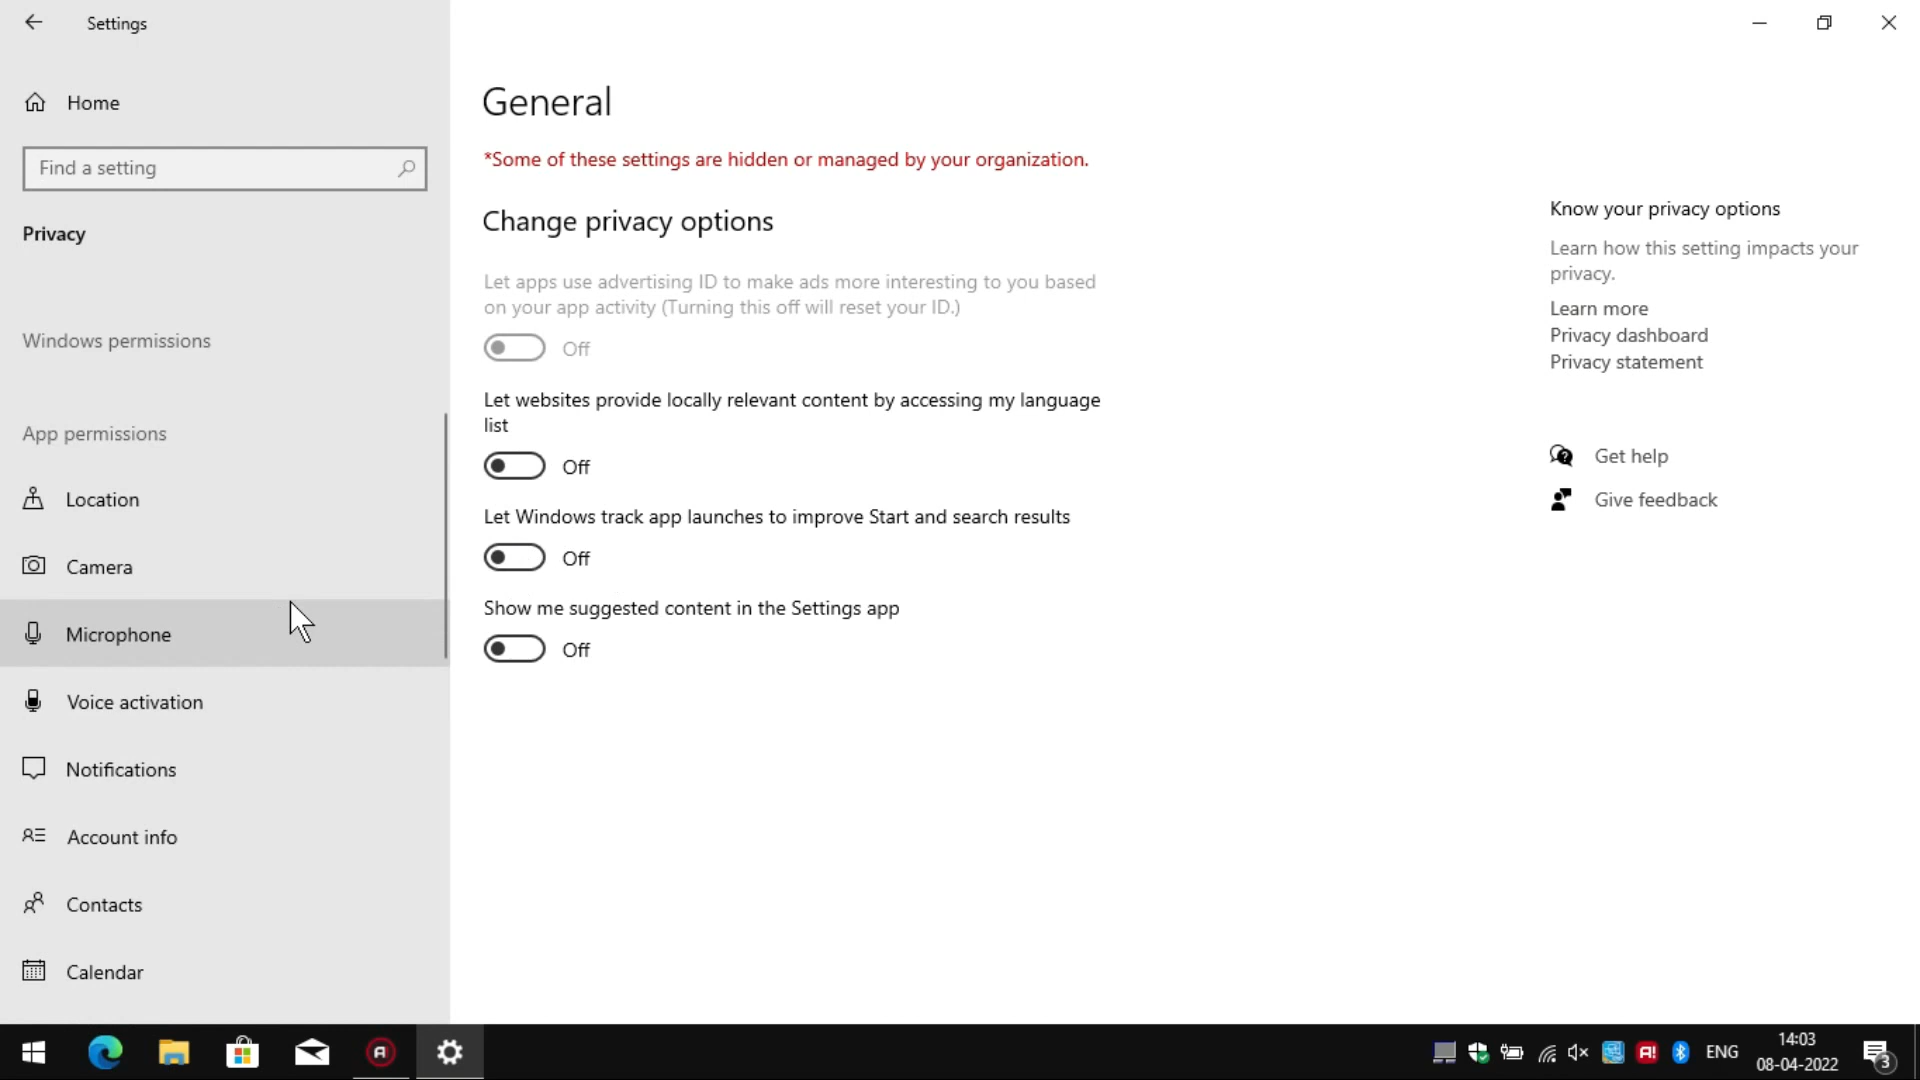 Settings
Home
Find a setting
Privacy
Windows permissions
App permissions
Location
Camera
Microphone
Voice activation
Notifications
Account info
Contacts
Calendar
General
*Some of these settings are hidden or managed by your organization.
Change privacy options
Let apps use advertising ID to make ads more interesting to you based
on your app activity (Turning this off will reset your ID.)
Off
Let websites provide locally relevant content by accessing my language
list
Off
Let Windows track app launches to improve Start and search results
Off
Show me suggested content in the Settings app
Off
Know your privacy options
Learn how this setting impacts your
privacy.
Learn more
Privacy dashboard
Privacy statement
Get help
Give feedback
A
A!
ENG
14:03
08-04-2022
3